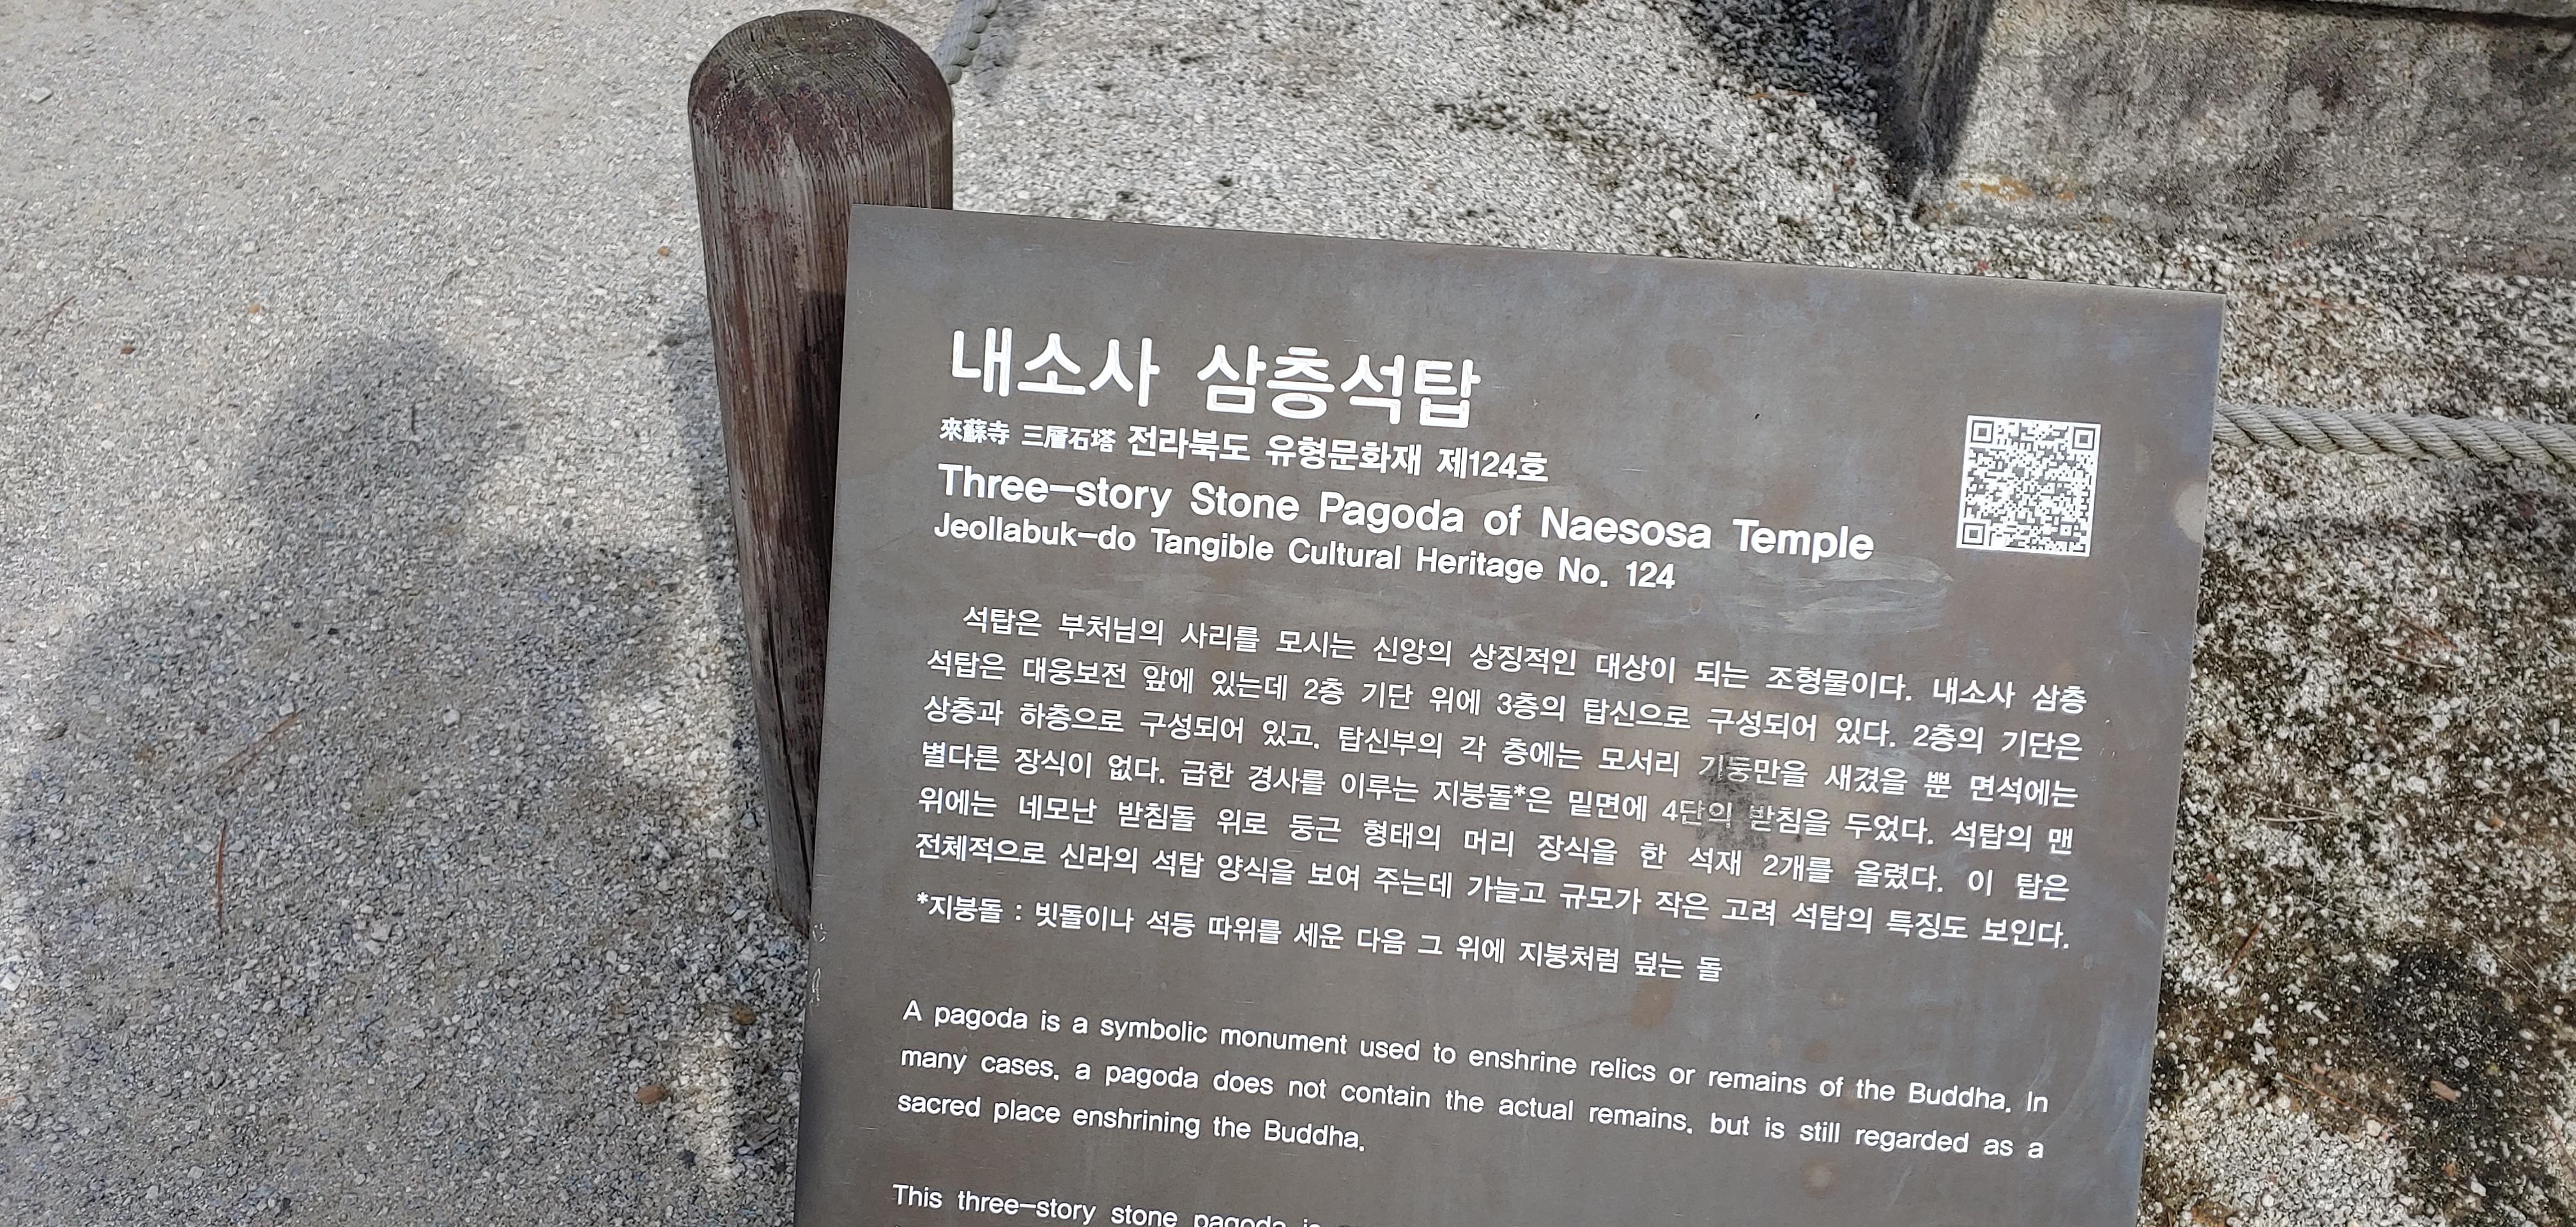 내소사 삼층석탑
來蘇寺 三層石塔 전라북도 유형문화재 제124호
Three-story Stone Pagoda of Naesosa Temple
Jeollabuk-do Tangible Cultural Heritage No. 124
석탑은 부처님의 사리를 모시는 신앙의 상징적인 대상이 되는 조형물이다. 내소사 삼층
석탑은 대웅보전 앞에 있는데 2층 기단 위에 3층의 탑신으로 구성되어 있다. 2층의 기단은
상층과 하층으로 구성되어 있고, 탑신부의 각 층에는 모서리 기둥만을 새겼을 뿐 면석에는
별다른 장식이 없다. 급한 경사를 이루는 지붕돌*은 밑면에 4단의 받침을 두었다. 석탑의 맨
위에는 네모난 받침돌 위로 둥근 형태의 머리 장식을 한 석재 2개를 올렸다. 이 탑은
전체적으로 신라의 석탑 양식을 보여 주는데 가늘고 규모가 작은 고려 석탑의 특징도 보인다.
*지붕돌 : 빗돌이나 석등 따위를 세운 다음 그 위에 지붕처럼 덮는 돌
A pagoda is a symbolic monument used to enshrine relics or remains of the Buddha. In
many cases, a pagoda does not contain the actual remains, but is still regarded as a
sacred place enshrining the Buddha.
This three-story stone pagoda is